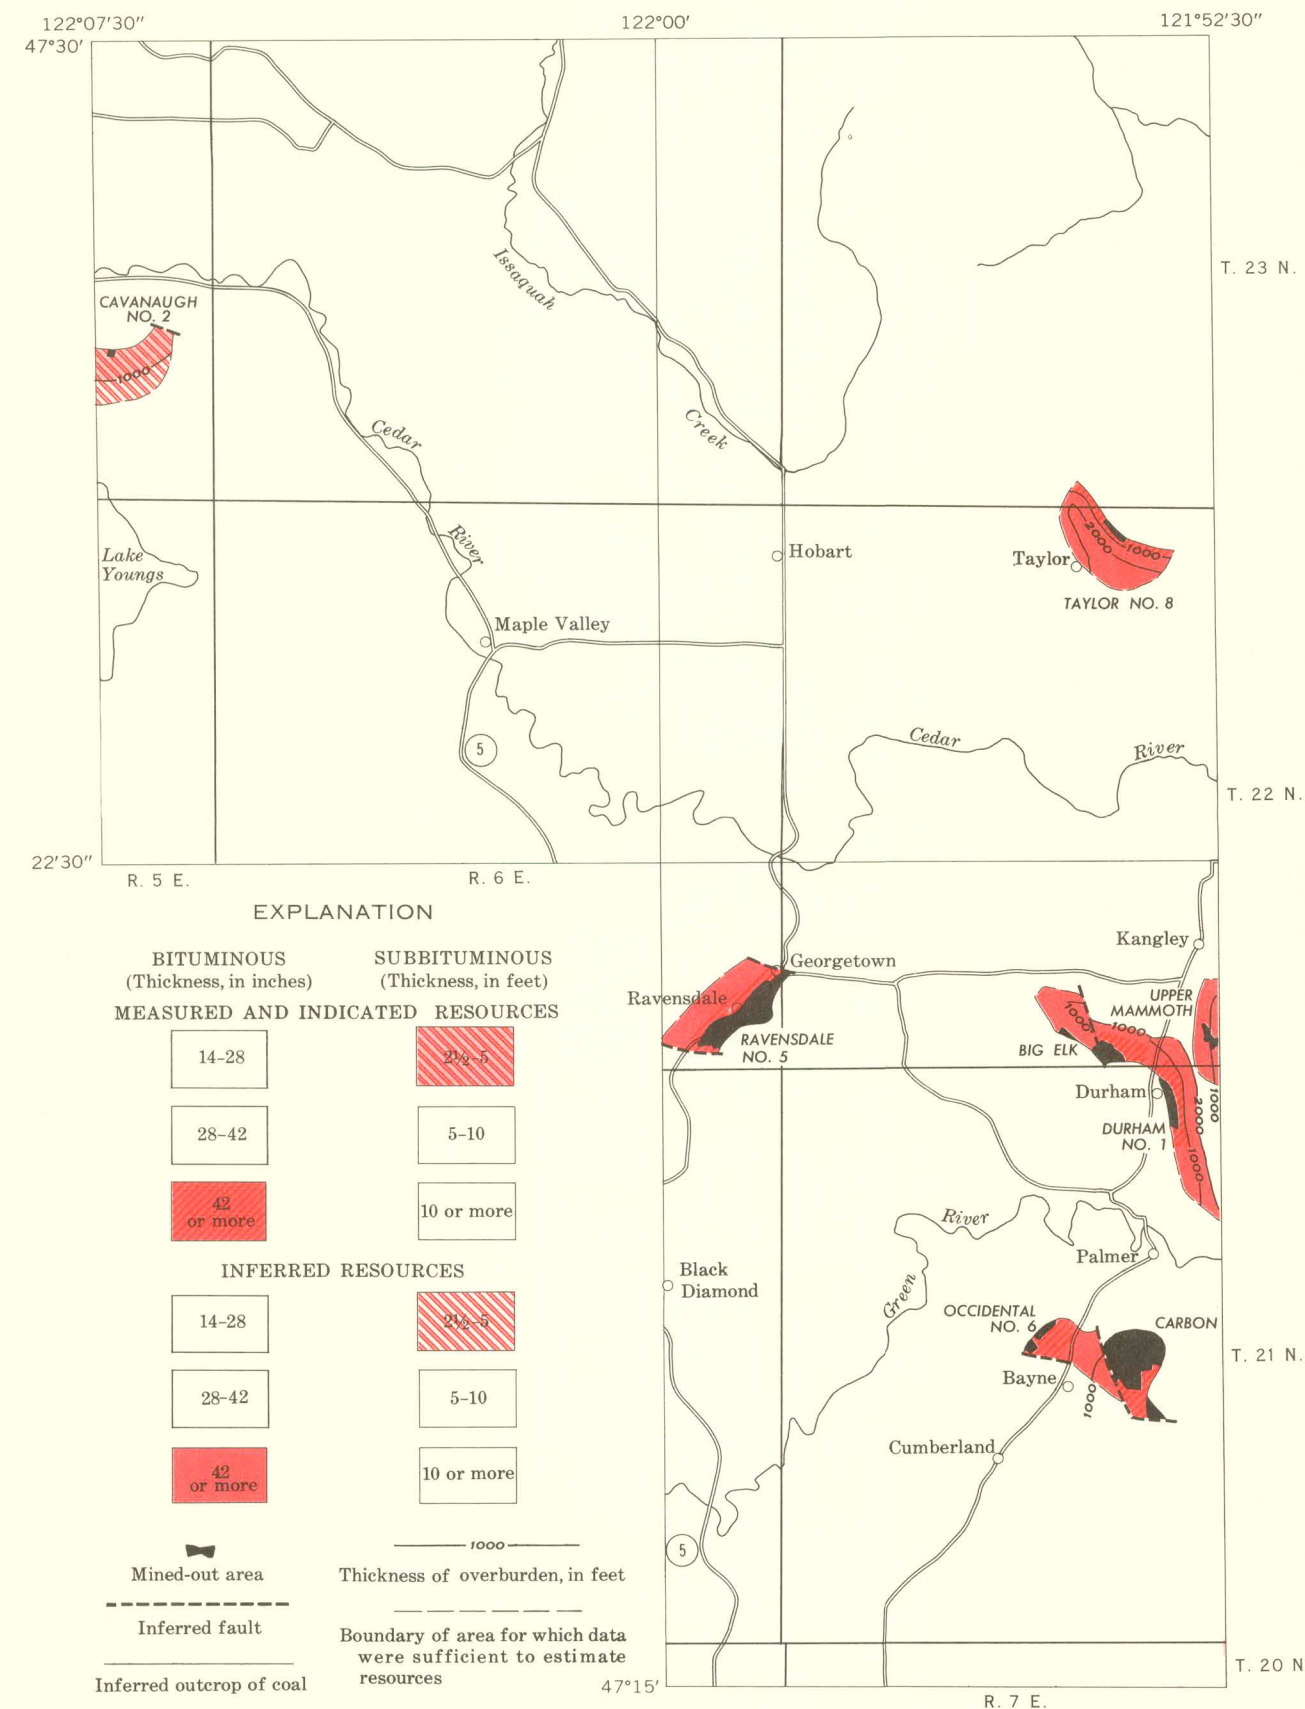 122°07'30"
122°00'
121°52'30"
47°30'
Issaquah
T. 23 N.
CAVANAUGH
NO. 2
1000
Cedar
Creek
River
Lake
Youngs
Hobart
Taylor
2000
1000
TAYLOR NO. 8
Maple Valley
5
Cedar
River
T. 22 N.
22'30"
R. 5 E.
R. 6 E.
EXPLANATION
BITUMINOUS
(Thickness, in inches)
SUBBITUMINOUS
(Thickness, in feet)
MEASURED AND INDICATED RESOURCES
14-28
2½-5
28-42
5-10
42
or more
10 or more
INFERRED RESOURCES
14-28
2½-5
28-42
5-10
42
or more
10 or more
Mined-out area
1000
Thickness of overburden, in feet
Inferred fault
Boundary of area for which data
were sufficient to estimate
resources
Inferred outcrop of coal
Kangley
Georgetown
Ravensdale
RAVENSDALE
NO. 5
UPPER
MAMMOTH
1000
1000
BIG ELK
Durham
DURHAM
NO. 1
2000
1000
1000
River
Green
Palmer
Black
Diamond
OCCIDENTAL
NO. 6
CARBON
T. 21 N.
Bayne
1000
Cumberland
5
T. 20 N
47°15'
R. 7 E.